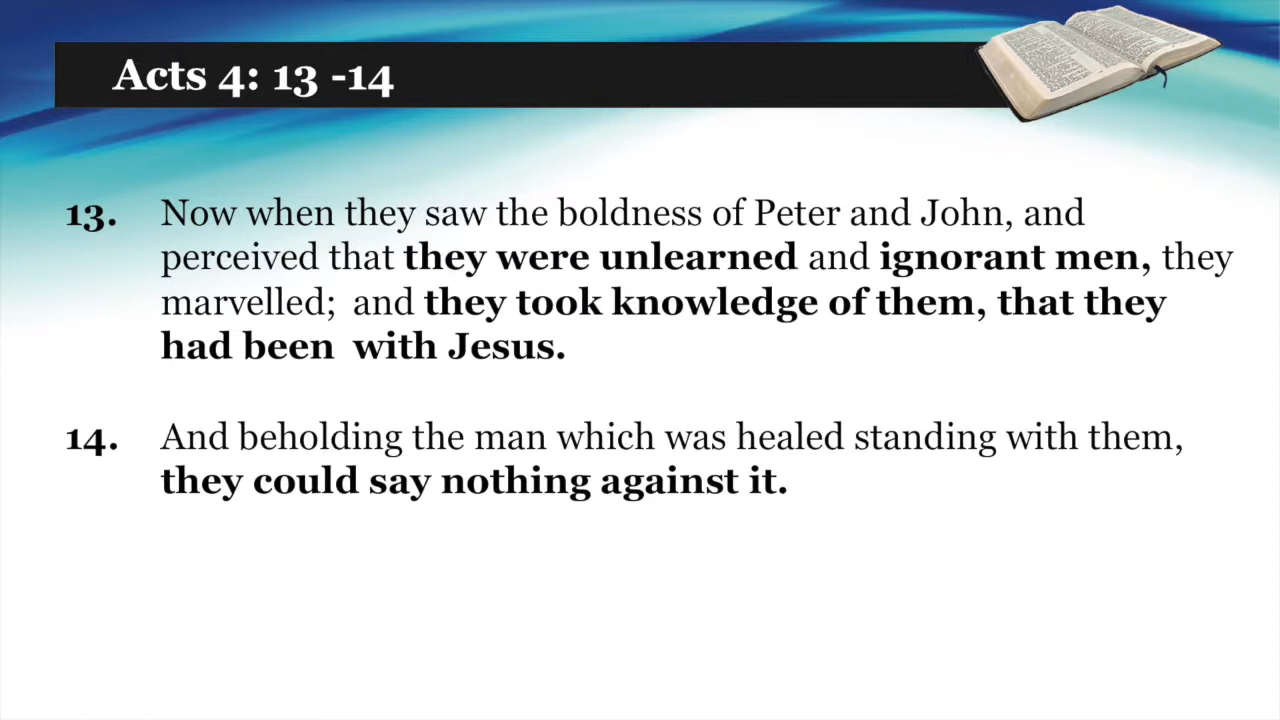 Acts 4: 13 -14
13. Now when they saw the boldness of Peter and John, and
perceived that they were unlearned and ignorant men, they
marvelled;  and they took knowledge of them, that they
had been  with Jesus.
14. And beholding the man which was healed standing with them,
they could say nothing against it.